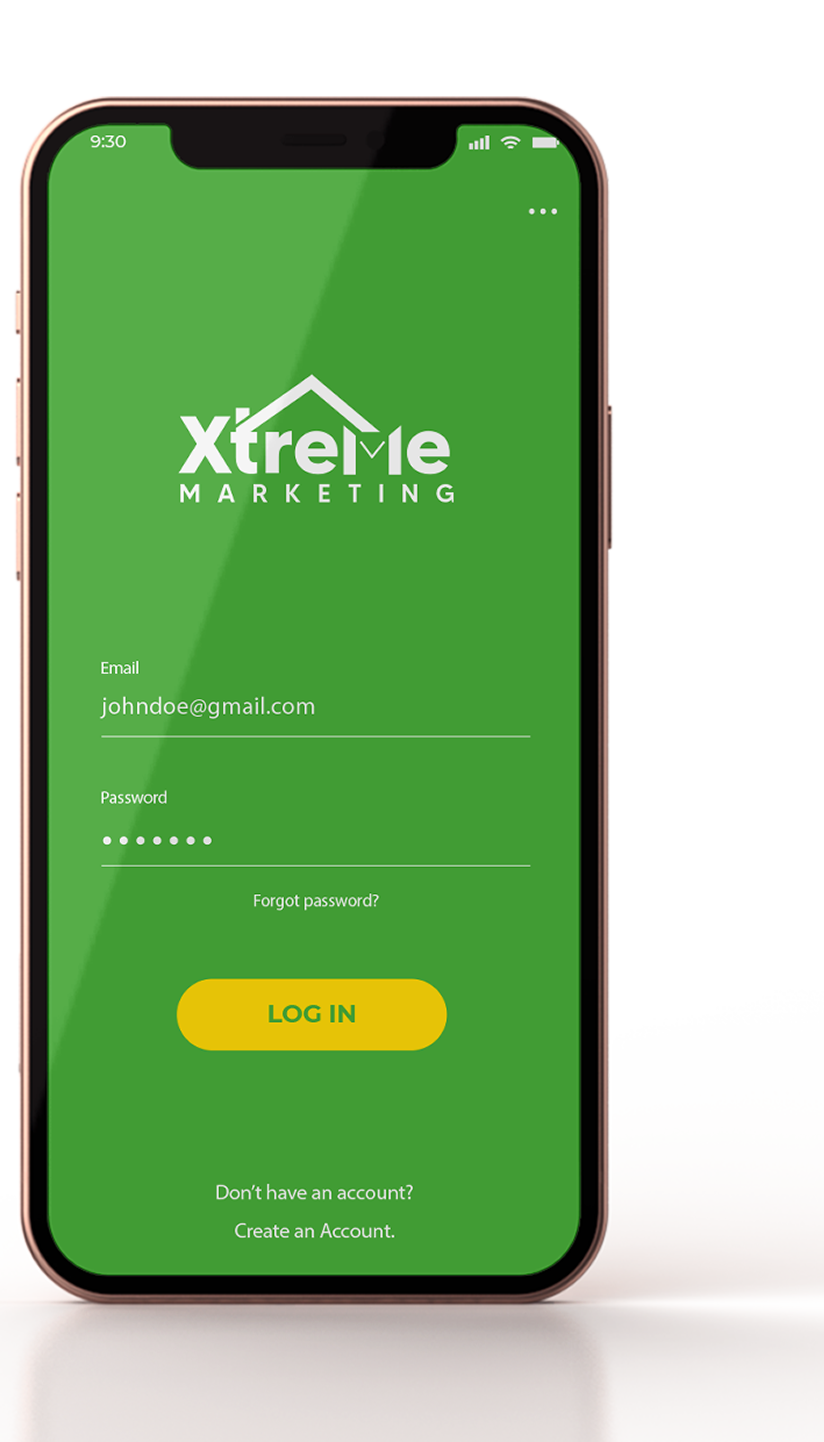 9:30
Xtreme
MARKETING
Email
johndoe@gmail.com
Password
Forgot password?
LOG IN
Don't have an account?
Create an Account.